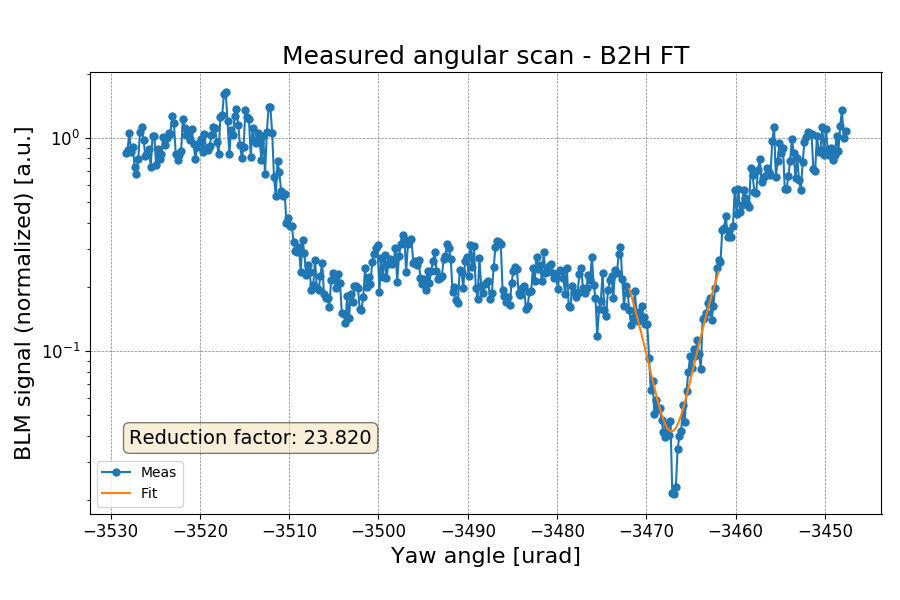 Measured angular scan - B2H FT
BLM signal (normalized) [a.u.]
10⁰
10⁻¹
Reduction factor: 23.820
Meas
Fit
−3530 −3520 −3510 −3500 −3490 −3480 −3470 −3460 −3450
Yaw angle [urad]